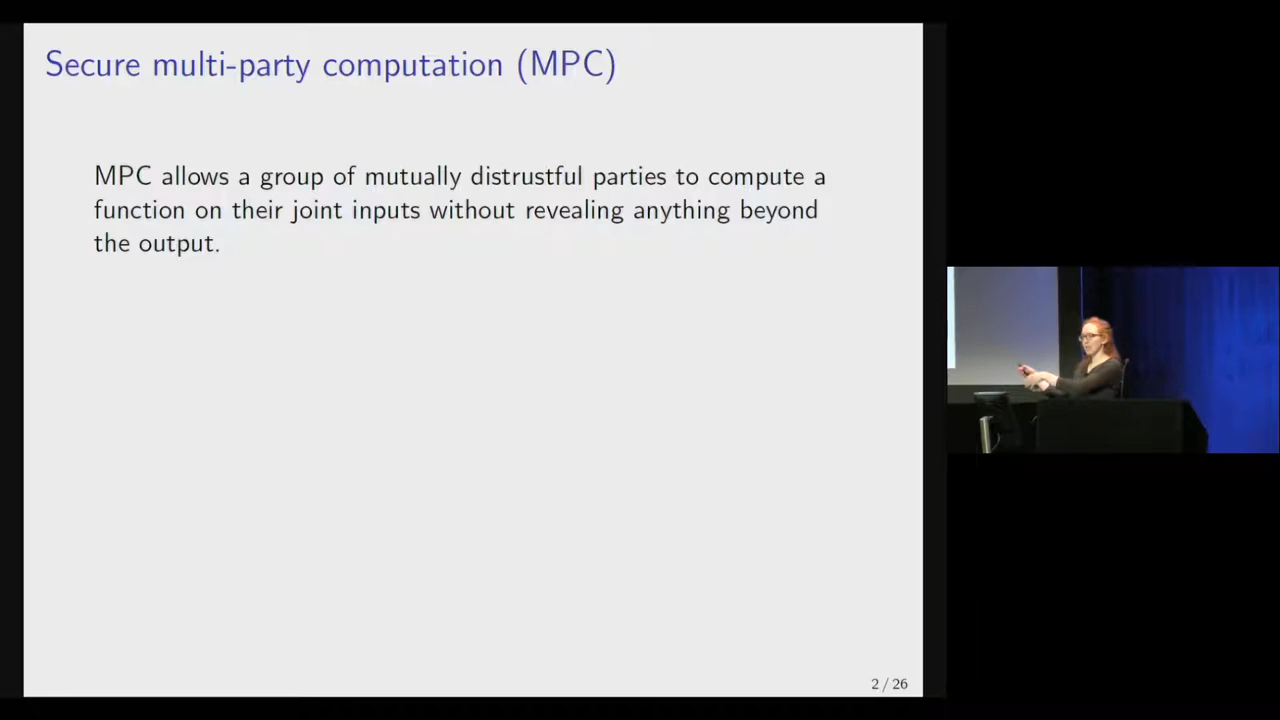 Secure multi-party computation (MPC)
MPC allows a group of mutually distrustful parties to compute a
function on their joint inputs without revealing anything beyond
the output.
2 / 26